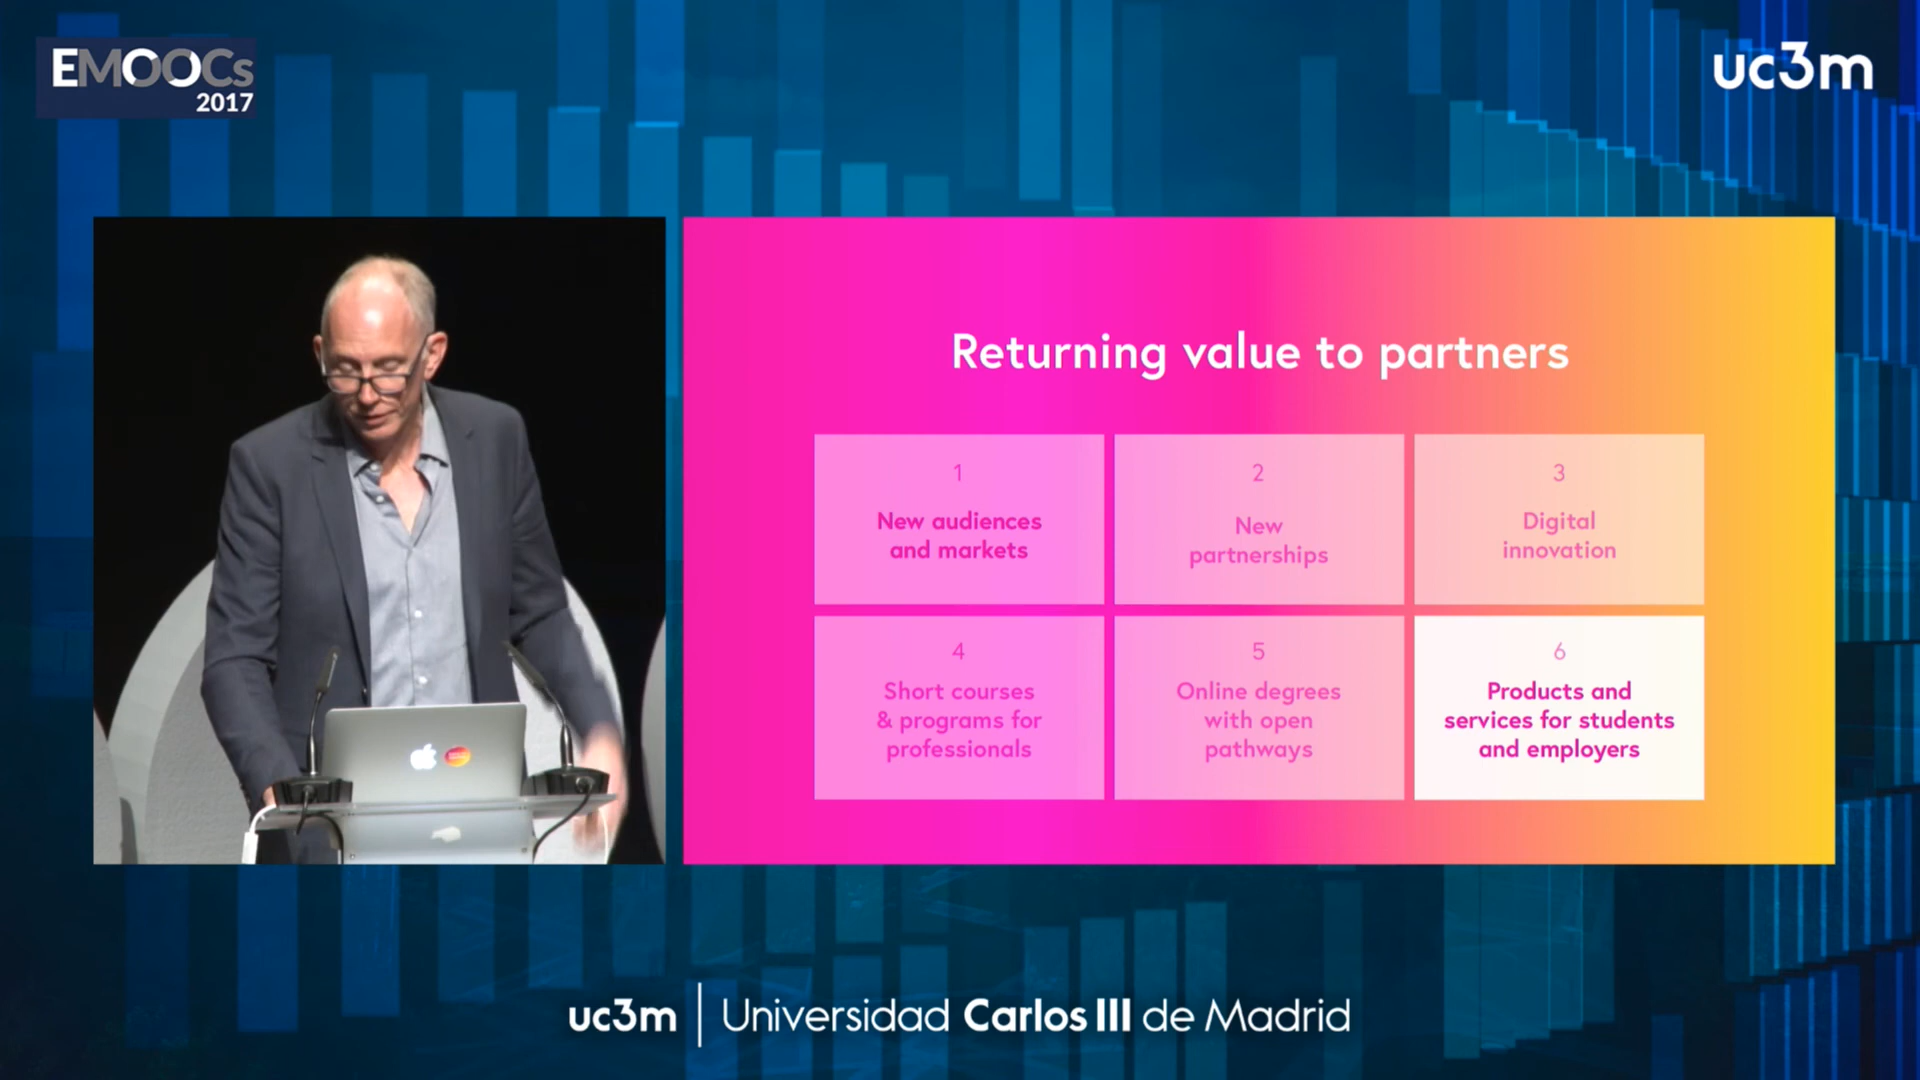 EMOOCs
2017
uc3m
Returning value to partners
1
New audiences
and markets
2
New
partnerships
3
Digital
innovation
4
Short courses
& programs for
professionals
5
Online degrees
with open
pathways
6
Products and
services for students
and employers
uc3m | Universidad Carlos III de Madrid